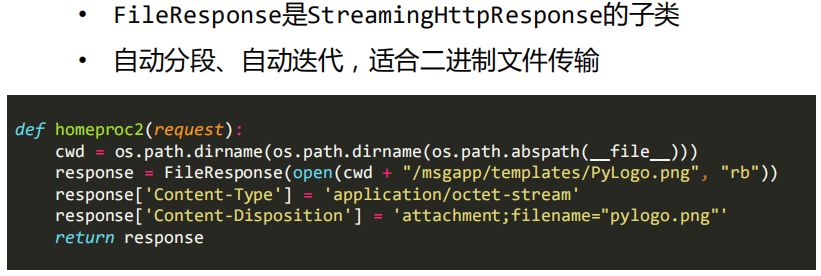 • FileResponse是StreamingHttpResponse的子类
• 自动分段、自动迭代，适合二进制文件传输
def homeproc2(request):
    cwd = os.path.dirname(os.path.dirname(os.path.abspath(__file__)))
    response = FileResponse(open(cwd + "/msgapp/templates/PyLogo.png", "rb"))
    response['Content-Type'] = 'application/octet-stream'
    response['Content-Disposition'] = 'attachment;filename="pylogo.png"'
    return response